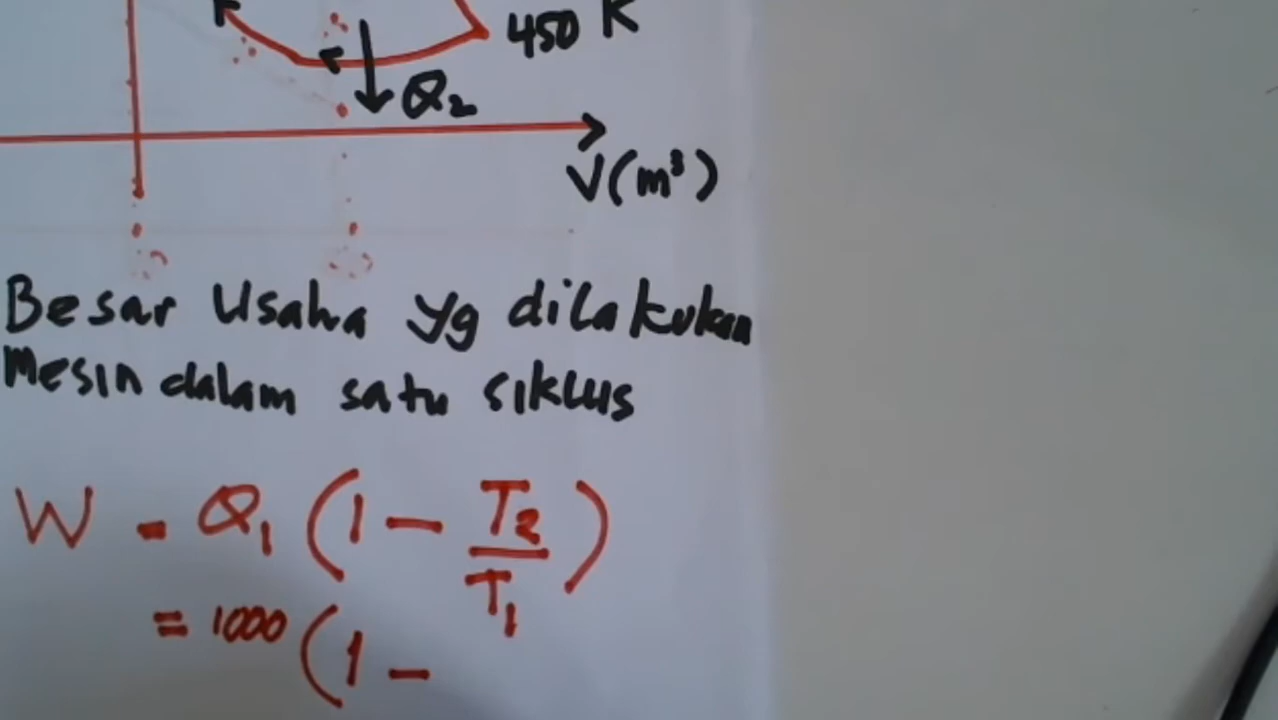 450 K
Q₂
V(m³)
Besar Usaha yg dilakukan
Mesin dalam satu siklus
W = Q₁ (1 - T₂/T₁)
= 1000 (1 -